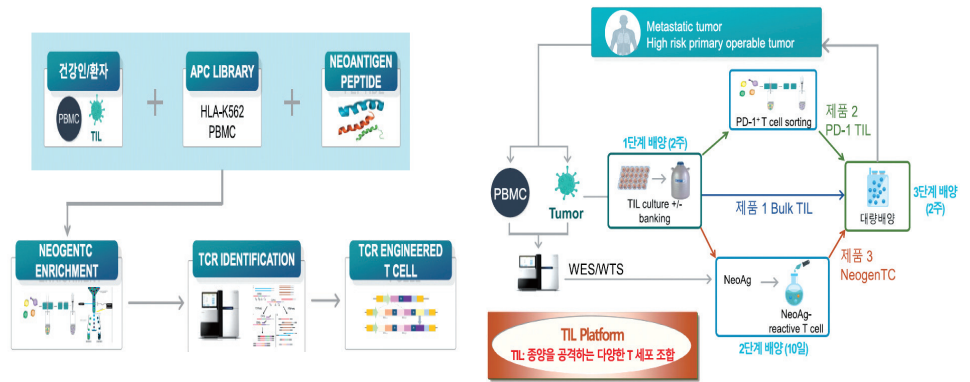 건강인/환자
PBMC
TIL
APC LIBRARY
HLA-K562
PBMC
NEOANTIGEN
PEPTIDE
NEOGENTC
ENRICHMENT
TCR IDENTIFICATION
TCR ENGINEERED
T CELL
Metastatic tumor
High risk primary operable tumor
PD-1+ T cell sorting
제품 2
PD-1 TIL
1단계 배양 (2주)
PBMC
Tumor
TIL culture +/-
banking
제품 1 Bulk TIL
대량배양
3단계 배양
(2주)
WES/WTS
NeoAg
NeoAg-
reactive T cell
제품 3
NeogenTC
2단계 배양 (10일)
TIL Platform
TIL: 종양을 공격하는 다양한 T 세포 조합